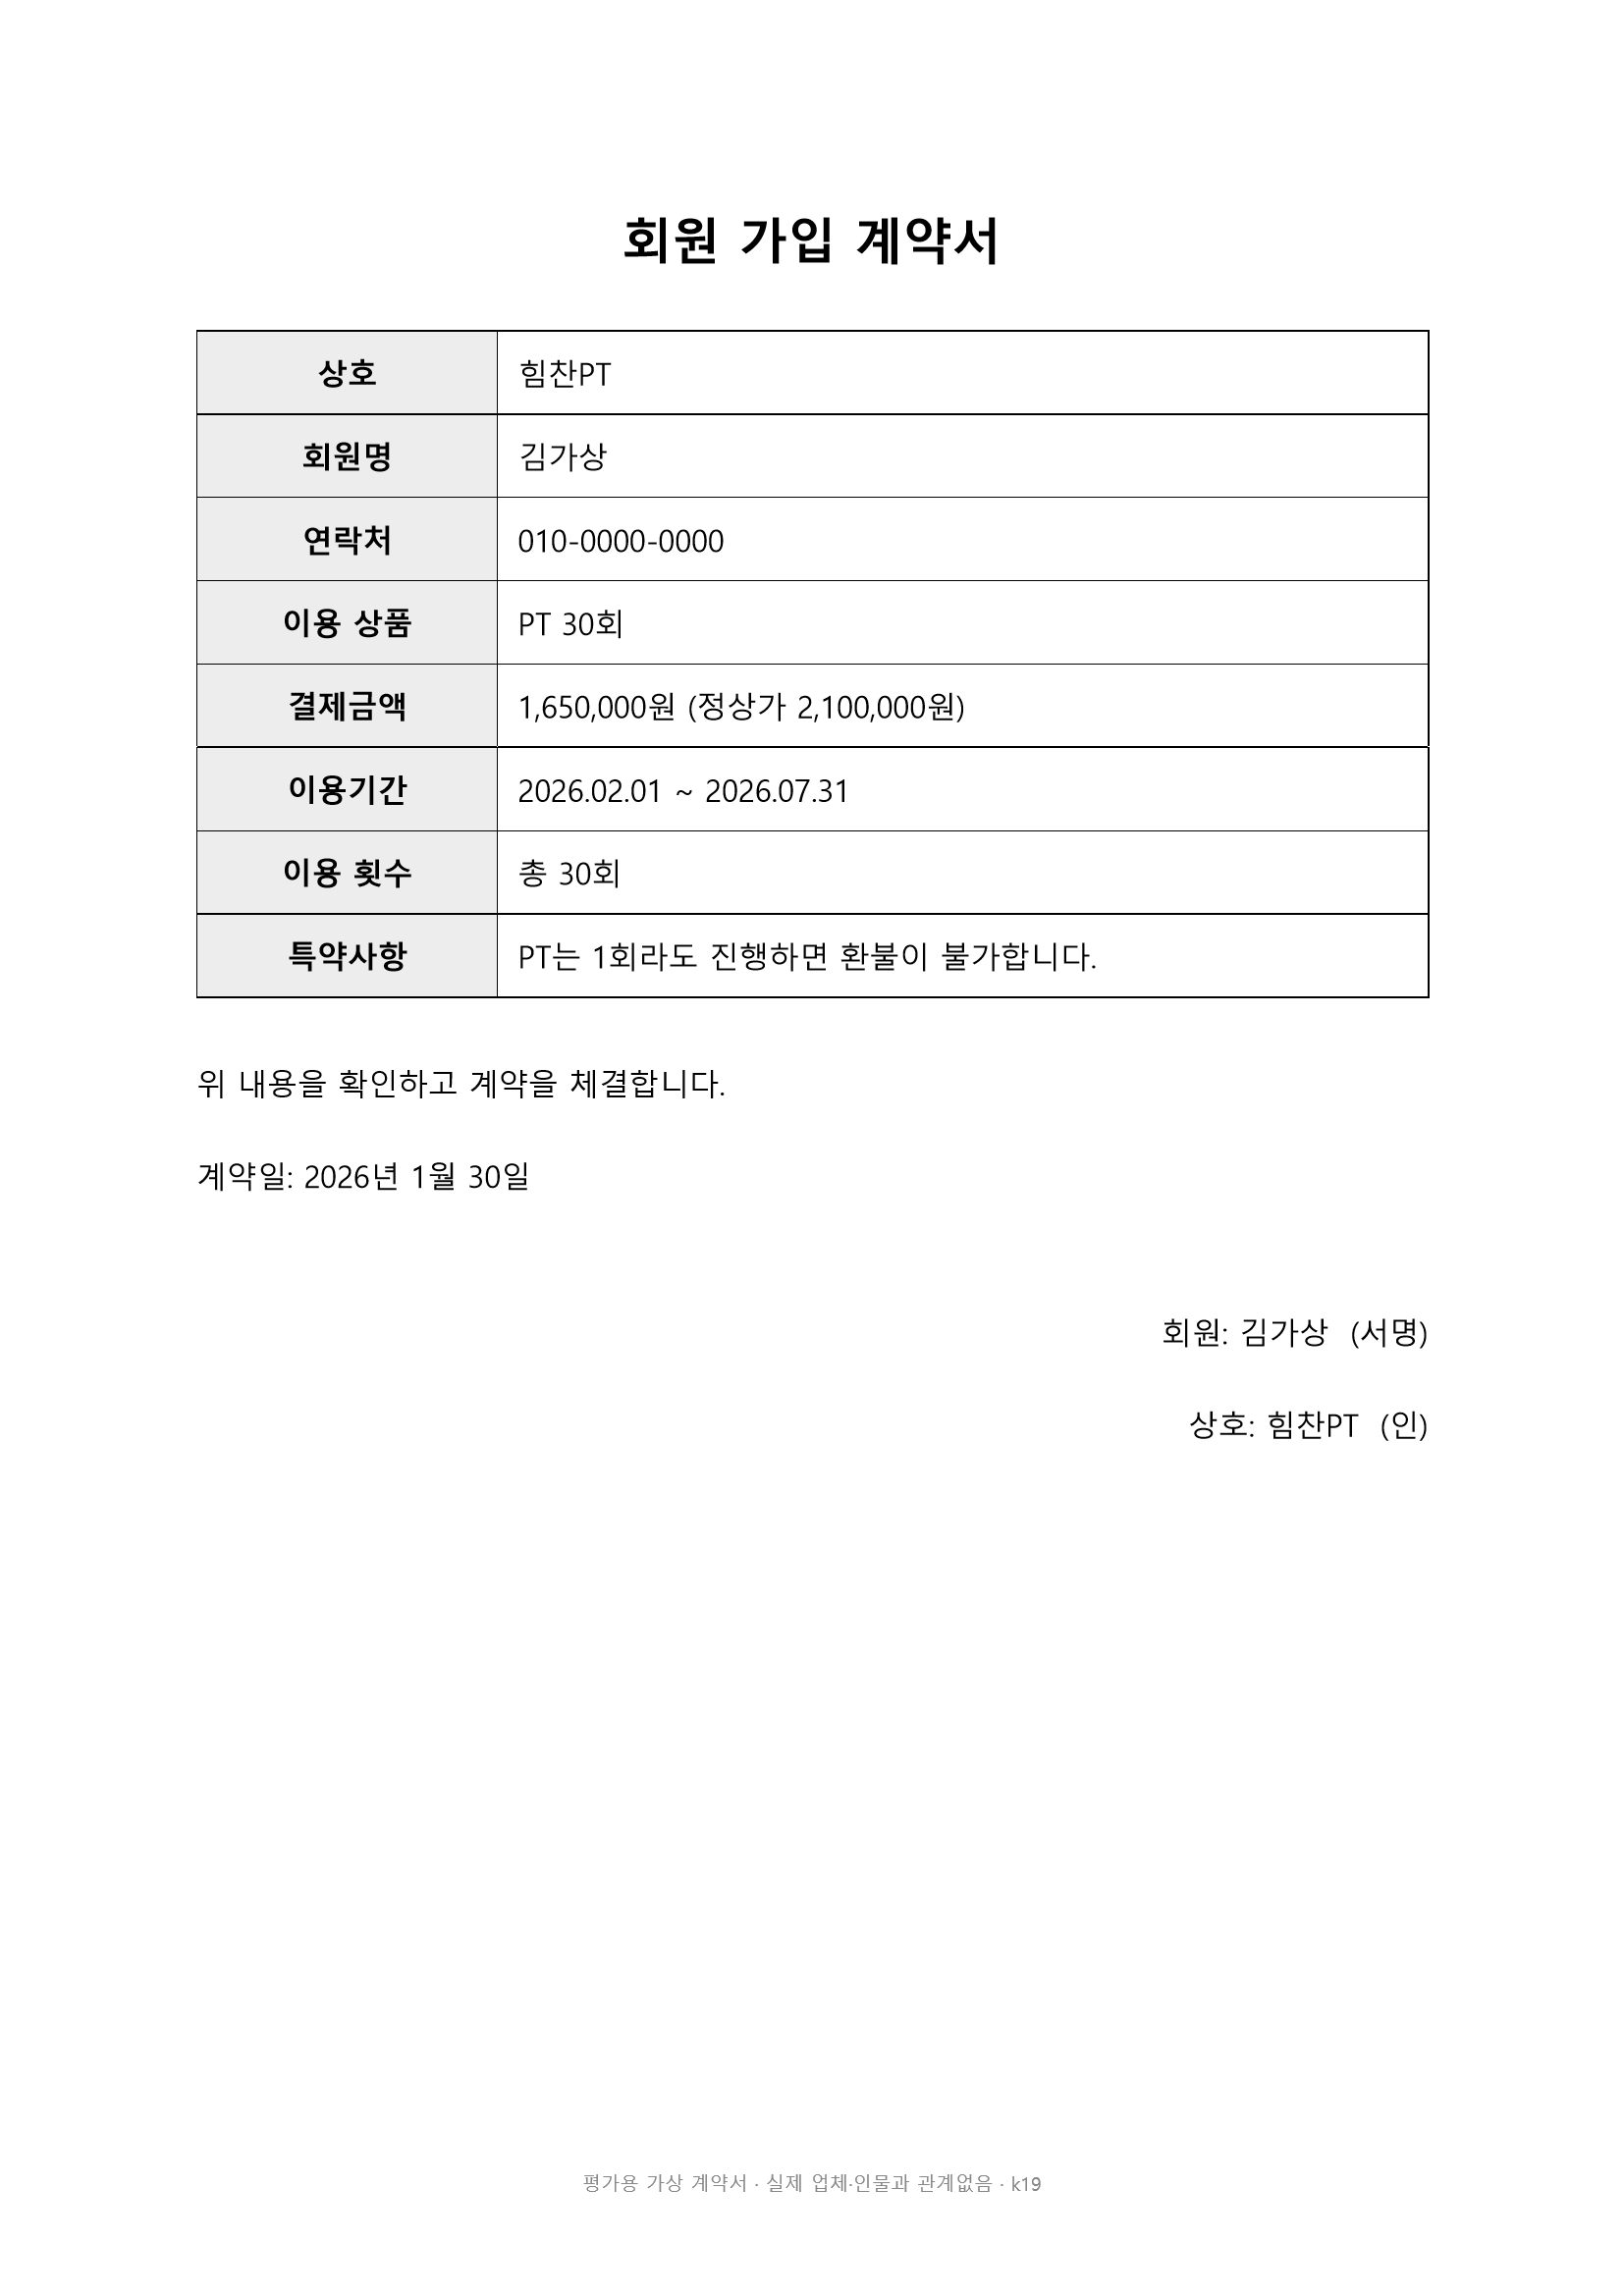 회원 가입 계약서
상호 힘찬PT
회원명 김가상
연락처 010-0000-0000
이용 상품 PT 30회
결제금액 1,650,000원 (정상가 2,100,000원)
이용기간 2026.02.01 ~ 2026.07.31
이용 횟수 총 30회
특약사항 PT는 1회라도 진행하면 환불이 불가합니다.
위 내용을 확인하고 계약을 체결합니다.
계약일: 2026년 1월 30일
회원: 김가상 (서명)
상호: 힘찬PT (인)
평가용 가상 계약서 · 실제 업체·인물과 관계없음 · k19